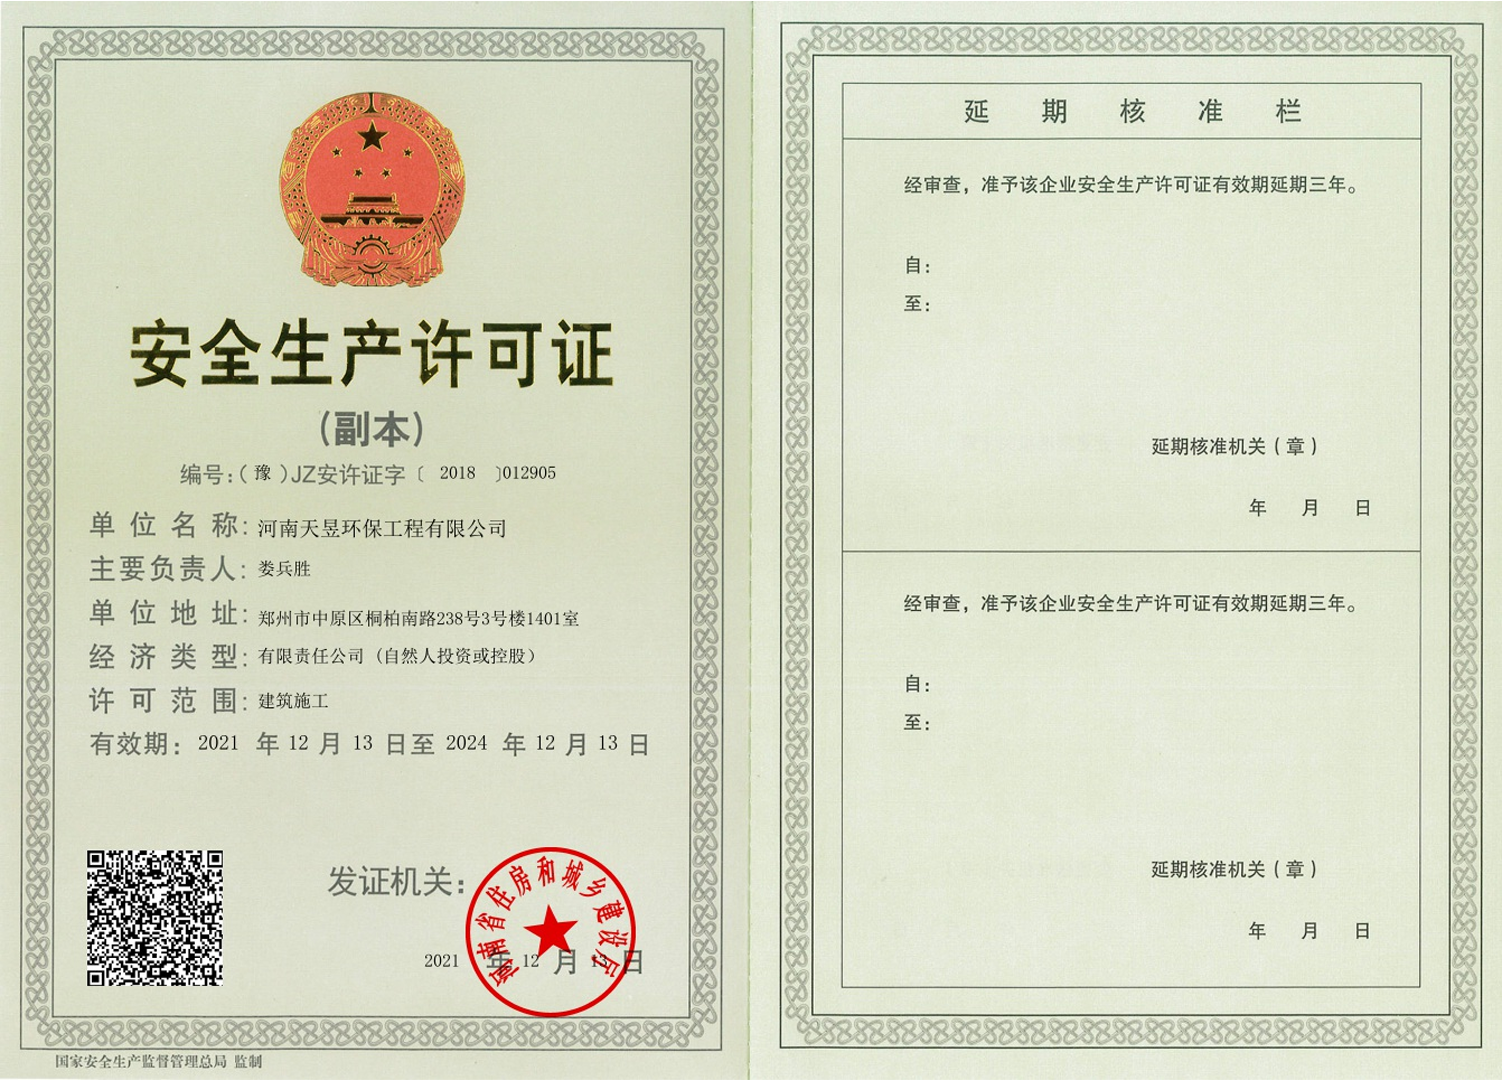 安全生产许可证
(副本)
编号:(豫)JZ安许证字〔2018〕012905
单位名称:河南天昱环保工程有限公司
主要负责人:娄兵胜
单位地址:郑州市中原区桐柏南路238号3号楼1401室
经济类型:有限责任公司(自然人投资或控股)
许可范围:建筑施工
有效期:2021 年 12 月 13 日至 2024 年 12 月 13 日
发证机关:
河南省住房和城乡建设厅
2021 年 12 月 13 日
国家安全生产监督管理总局 监制
延期核准栏
经审查,准予该企业安全生产许可证有效期延期三年。
自:
至:
延期核准机关(章)
年 月 日
经审查,准予该企业安全生产许可证有效期延期三年。
自:
至:
延期核准机关(章)
年 月 日